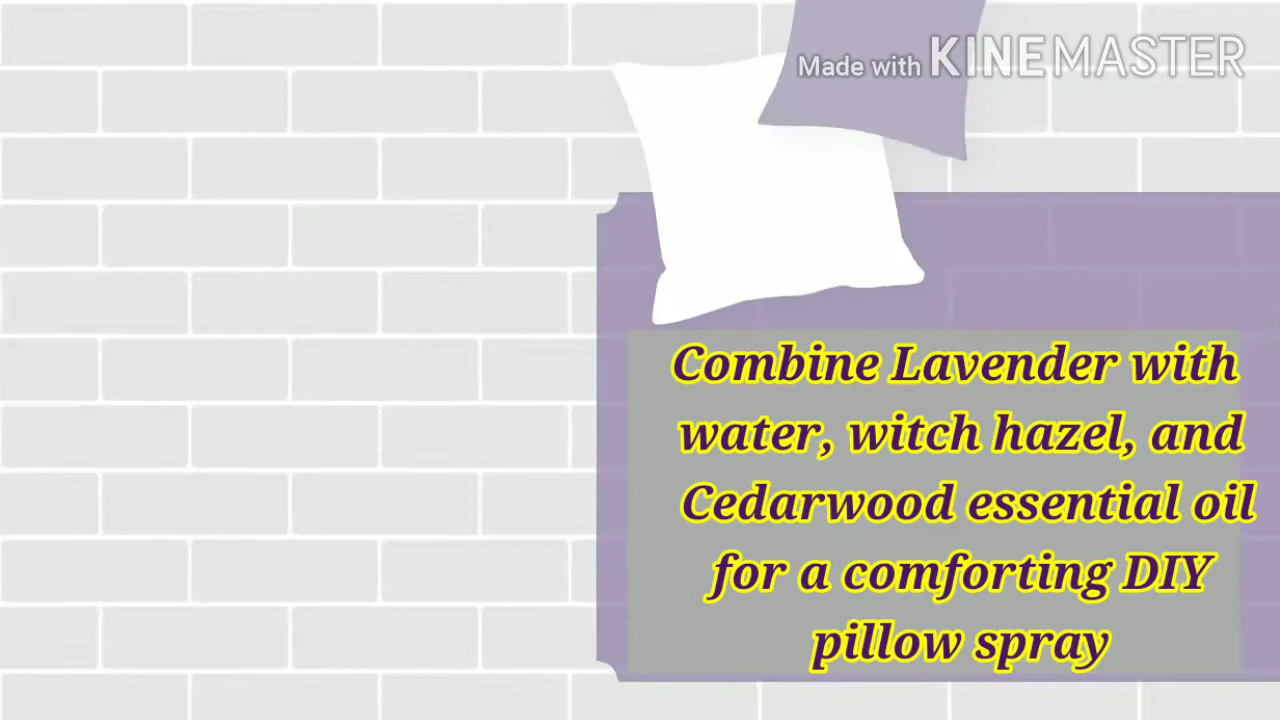 Made with KINEMASTER
Combine Lavender with
water, witch hazel, and
Cedarwood essential oil
for a comforting DIY
pillow spray